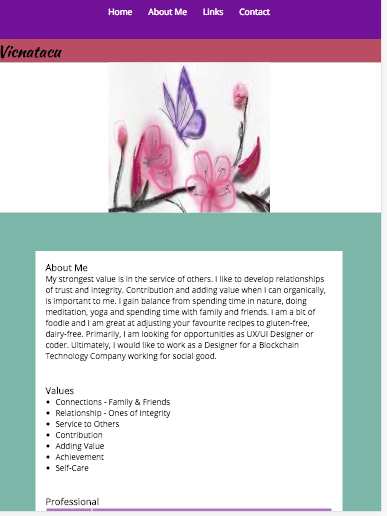 Home About Me Links Contact
Vicnatacu
About Me
My strongest value is in the service of others. I like to develop relationships
of trust and integrity. Contribution and adding value when I can organically,
is important to me. I gain balance from spending time in nature, doing
meditation, yoga and spending time with family and friends. I am a bit of
foodie and I am great at adjusting your favourite recipes to gluten-free,
dairy-free. Primarily, I am looking for opportunities as UX/UI Designer or
coder. Ultimately, I would like to work as a Designer for a Blockchain
Technology Company working for social good.
Values
• Connections - Family & Friends
• Relationship - Ones of Integrity
• Service to Others
• Contribution
• Adding Value
• Achievement
• Self-Care
Professional